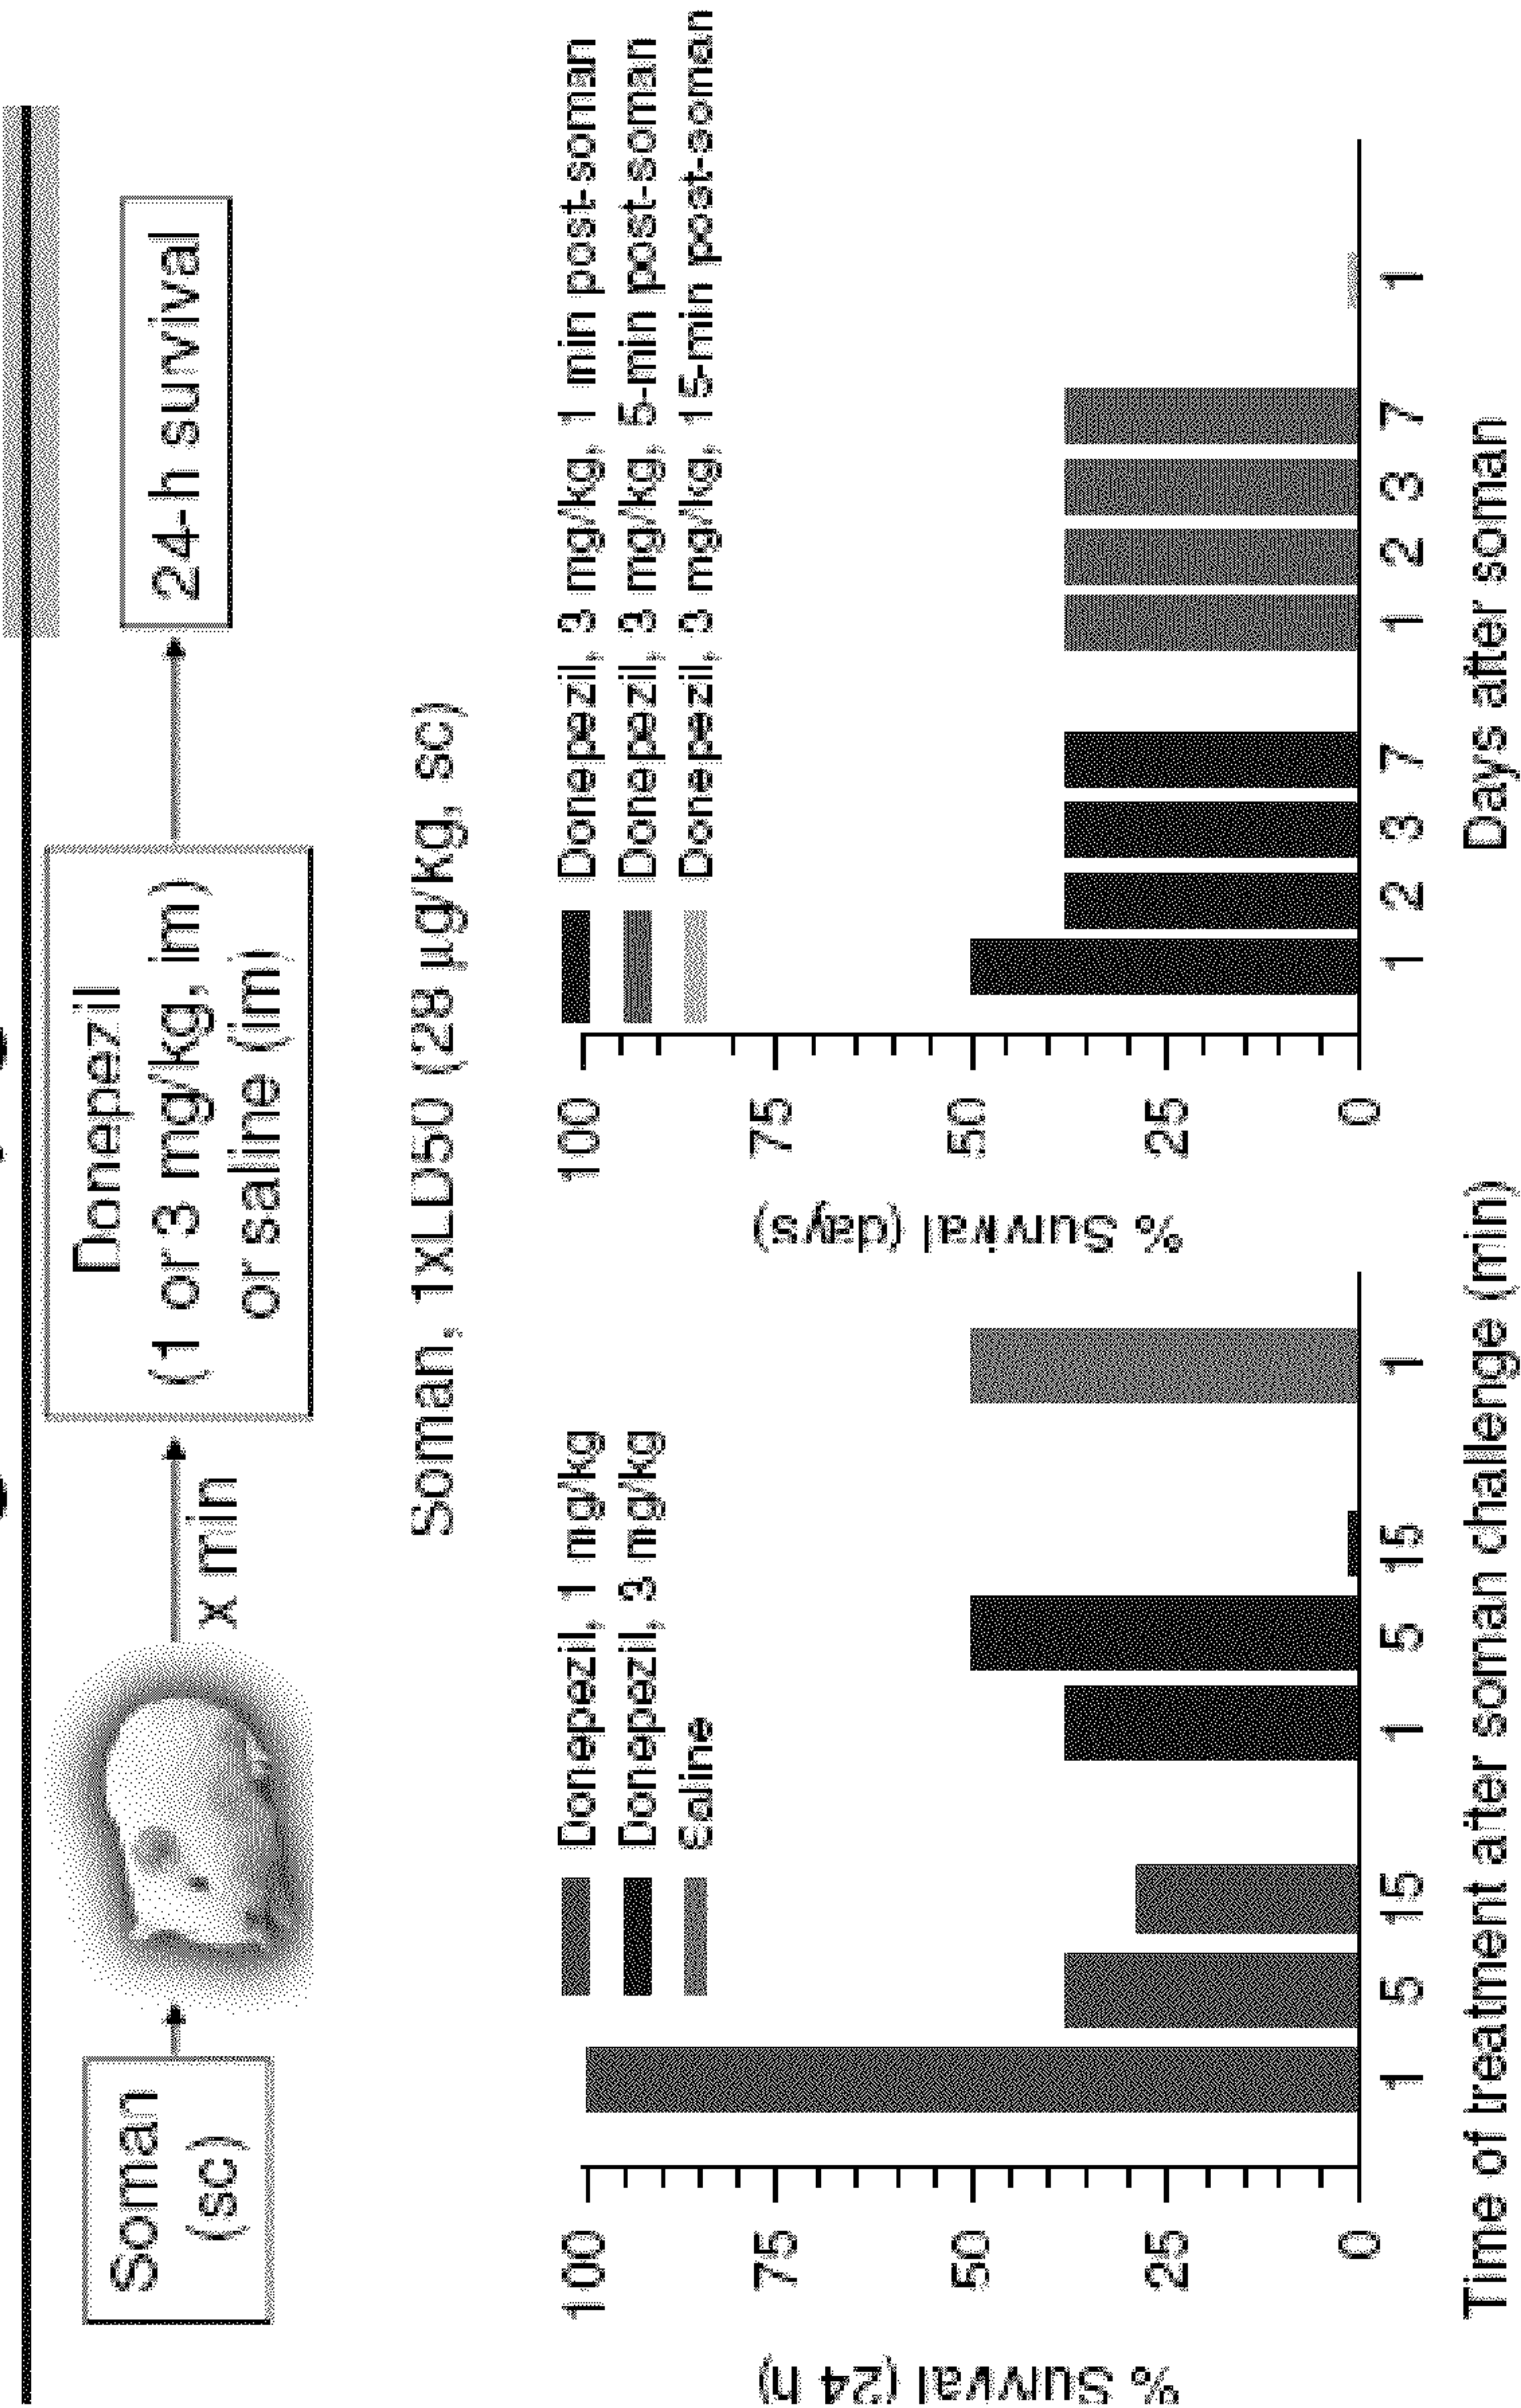 Soman
(sc)
x min
Donepezil
(1 or 3 mg/kg, im)
or saline (im)
24-h survival
Soman, 1xLD50 (28 µg/kg, sc)
Donepezil, 1 mg/kg
Donepezil, 3 mg/kg
Saline
% Survival (24 h)
100
75
50
25
0
1 5 15 1 5 15 1
Time of treatment after soman challenge (min)
Donepezil, 3 mg/kg, 1 min post-soman
Donepezil, 3 mg/kg, 5-min post-soman
Donepezil, 3 mg/kg, 15-min post-soman
% Survival (days)
100
75
50
25
0
1 2 3 7 1 2 3 7 1
Days after soman